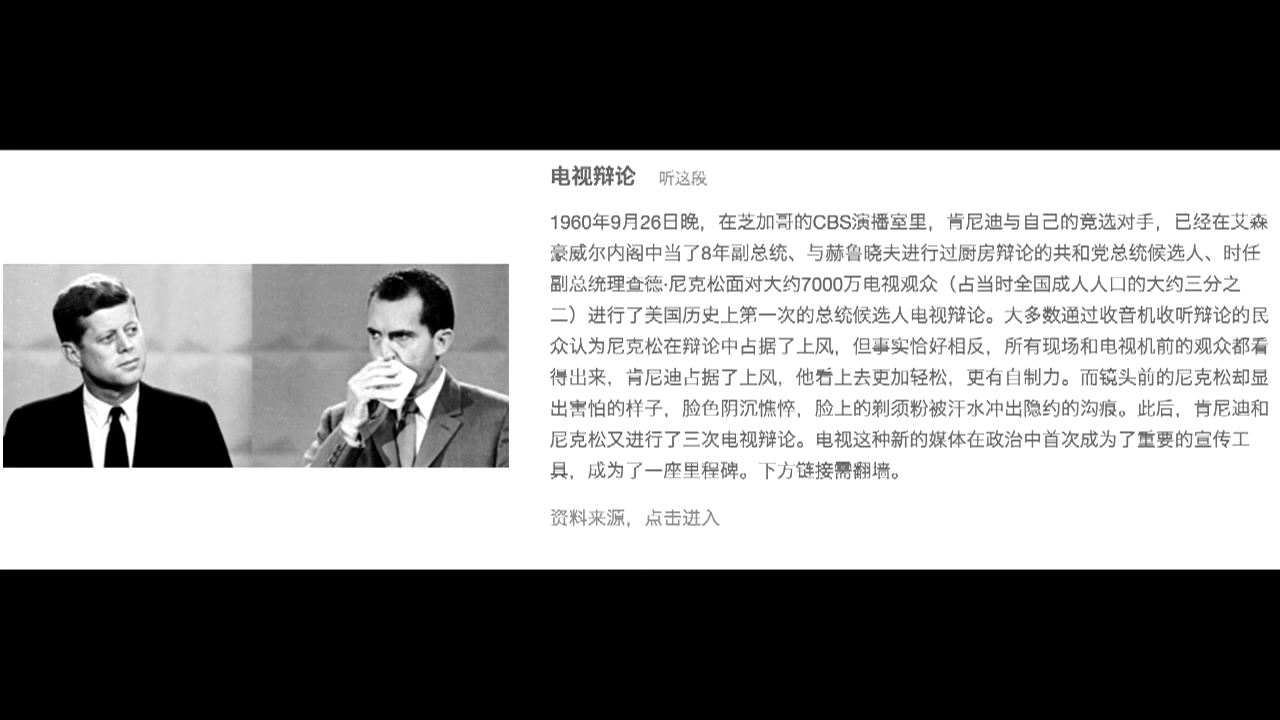 电视辩论 听这段
1960年9月26日晚，在芝加哥的CBS演播室里，肯尼迪与自己的竞选对手，已经在艾森
豪威尔内阁中当了8年副总统、与赫鲁晓夫进行过厨房辩论的共和党总统候选人、时任
副总统理查德·尼克松面对大约7000万电视观众（占当时全国成人人口的大约三分之
二）进行了美国历史上第一次的总统候选人电视辩论。大多数通过收音机收听辩论的民
众认为尼克松在辩论中占据了上风，但事实恰好相反，所有现场和电视机前的观众都看
得出来，肯尼迪占据了上风，他看上去更加轻松，更有自制力。而镜头前的尼克松却显
出害怕的样子，脸色阴沉憔悴，脸上的剃须粉被汗水冲出隐约的沟痕。此后，肯尼迪和
尼克松又进行了三次电视辩论。电视这种新的媒体在政治中首次成为了重要的宣传工
具，成为了一座里程碑。下方链接需翻墙。
资料来源，点击进入